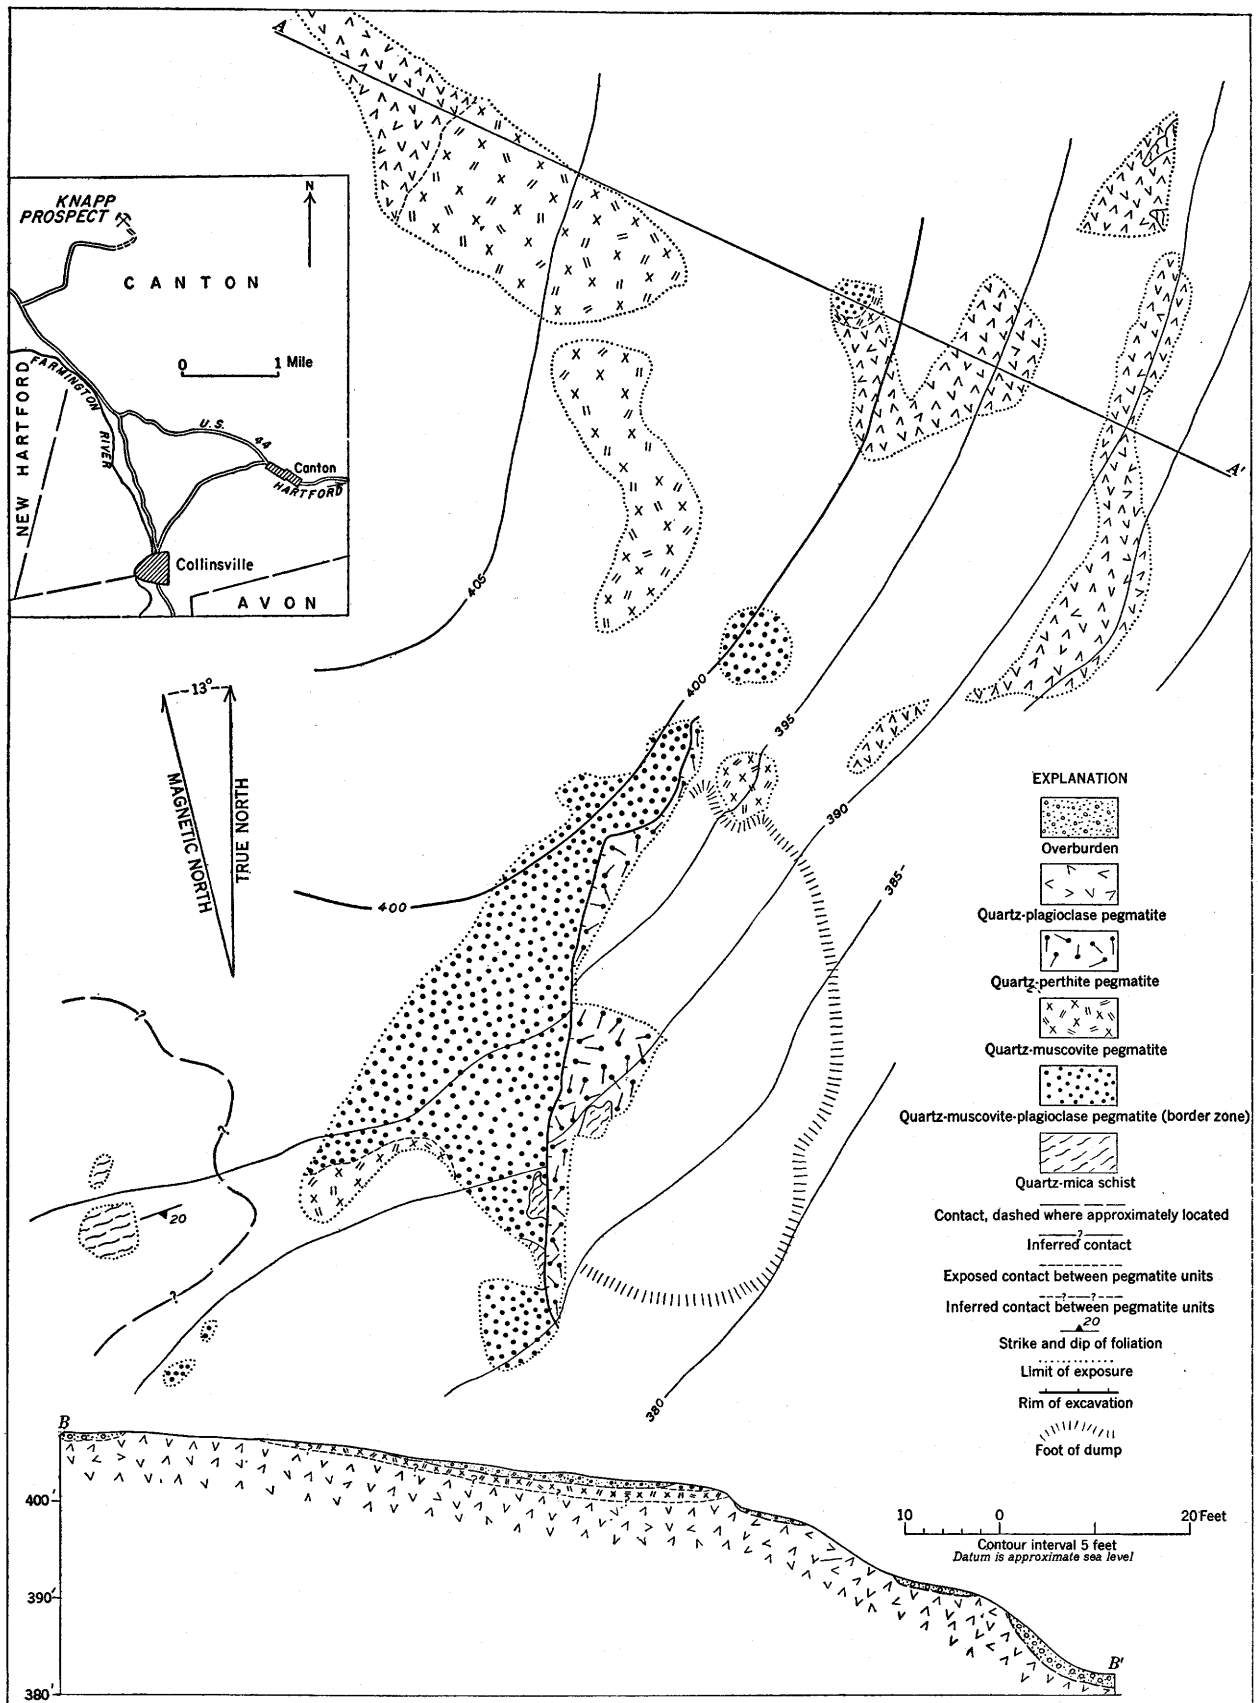 A
KNAPP
PROSPECT
N
CANTON
0 1 Mile
NEW HARTFORD
FARMINGTON
RIVER
U.S. 44
Canton
HARTFORD
Collinsville
AVON
A'
405
13°
MAGNETIC NORTH
TRUE NORTH
400
395
390
385
400
380
20
EXPLANATION
Overburden
Quartz-plagioclase pegmatite
Quartz-perthite pegmatite
Quartz-muscovite pegmatite
Quartz-muscovite-plagioclase pegmatite (border zone)
Quartz-mica schist
Contact, dashed where approximately located
?
Inferred contact
Exposed contact between pegmatite units
? ?
Inferred contact between pegmatite units
20
Strike and dip of foliation
Limit of exposure
Rim of excavation
Foot of dump
?
?
?
B
B'
400'
390'
380'
10 0 20 Feet
Contour interval 5 feet
Datum is approximate sea level